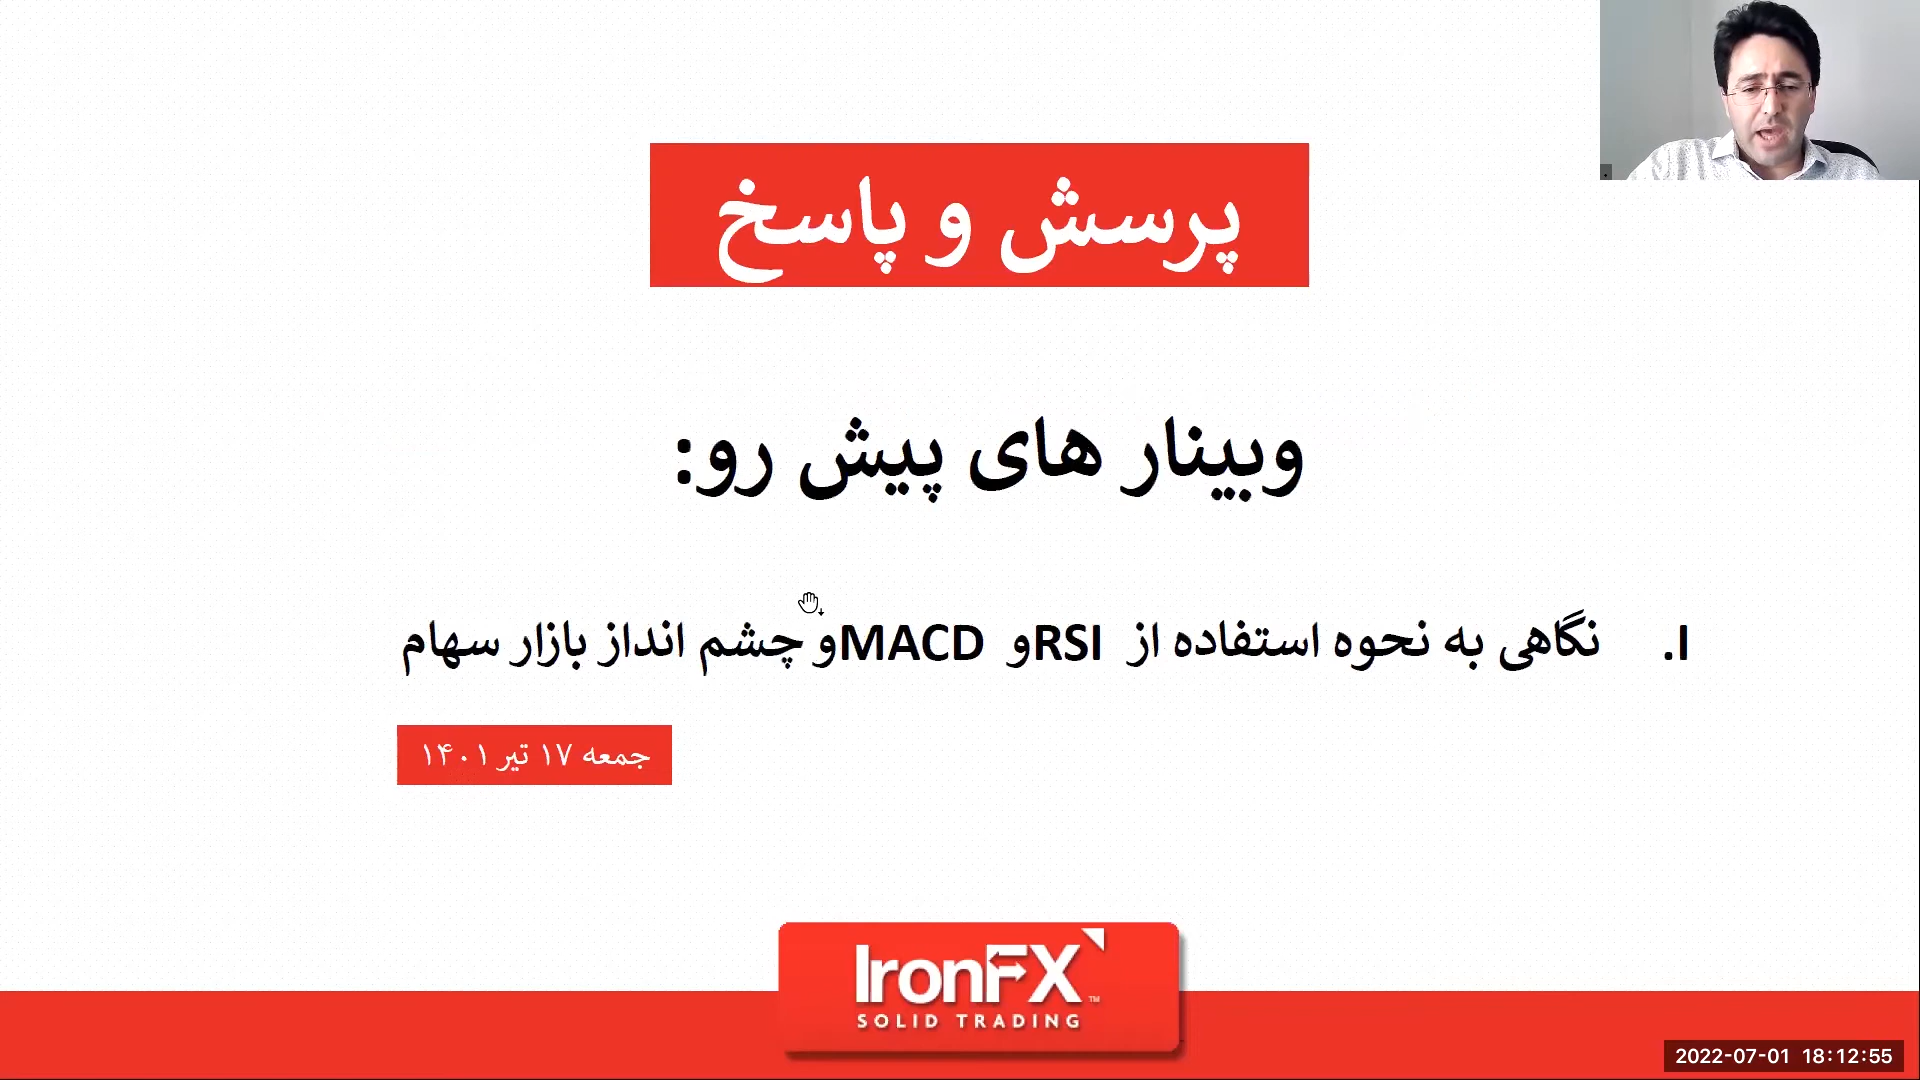 پرسش و پاسخ
وبینار های پیش رو:
I. نگاهی به نحوه استفاده از RSI و MACD و چشم انداز بازار سهام
جمعه ۱۷ تیر ۱۴۰۱
IronFX™
SOLID TRADING
2022-07-01 18:12:55